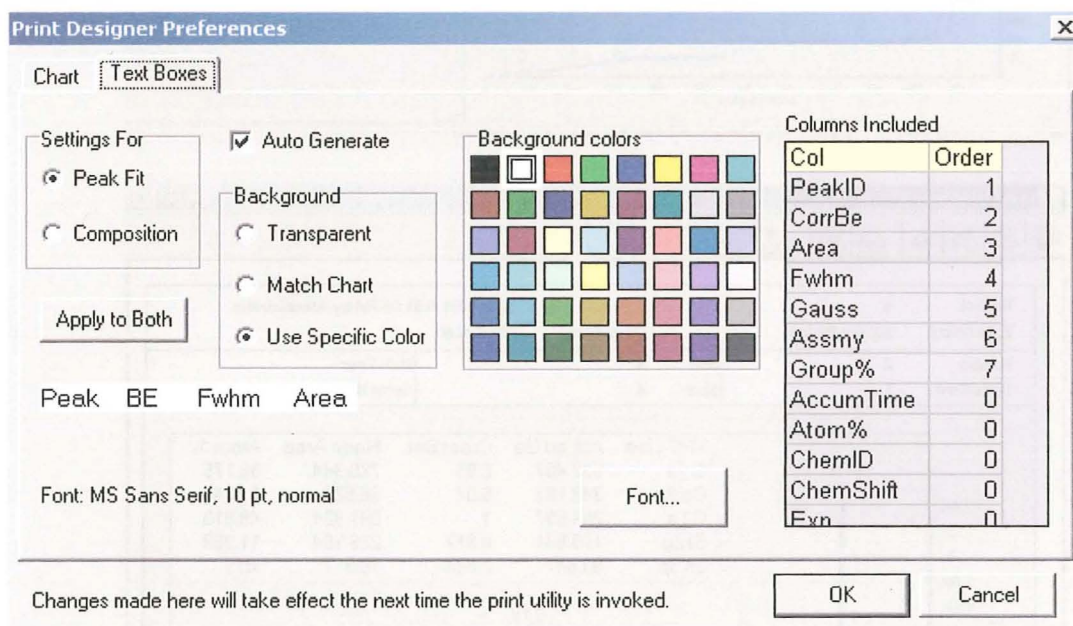 Print Designer Preferences
Chart
Text Boxes
Settings For
Peak Fit
Composition
Apply to Both
Auto Generate
Background
Transparent
Match Chart
Use Specific Color
Background colors
Columns Included
Col Order
PeakID 1
CorrBe 2
Area 3
Fwhm 4
Gauss 5
Assmy 6
Group% 7
AccumTime 0
Atom% 0
ChemID 0
ChemShift 0
Exp 0
Peak BE Fwhm Area
Font: MS Sans Serif, 10 pt, normal
Font...
Changes made here will take effect the next time the print utility is invoked.
OK
Cancel